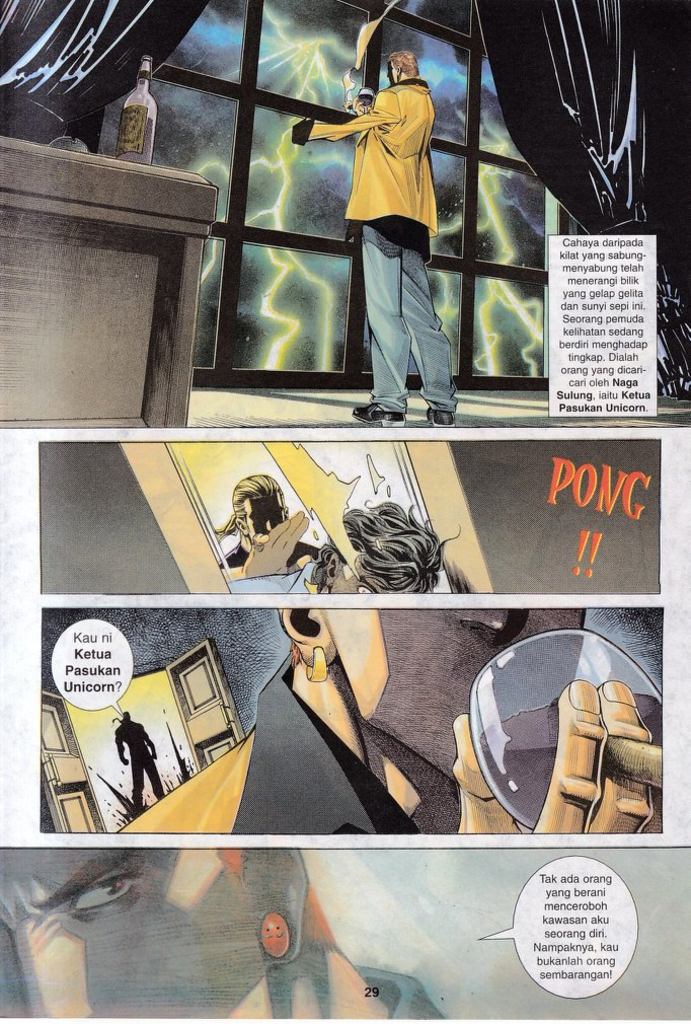 Cahaya daripada
kilat yang sabung-
menyabung telah
menerangi bilik
yang gelap gelita
dan sunyi sepi ini.
Seorang pemuda
kelihatan sedang
berdiri menghadap
tingkap. Dialah
orang yang dicari-
cari oleh Naga
Sulung, iaitu Ketua
Pasukan Unicorn.
PONG
!!
Kau ni
Ketua
Pasukan
Unicorn?
Tak ada orang
yang berani
menceroboh
kawasan aku
seorang diri.
Nampaknya, kau
bukanlah orang
sembarangan!
29